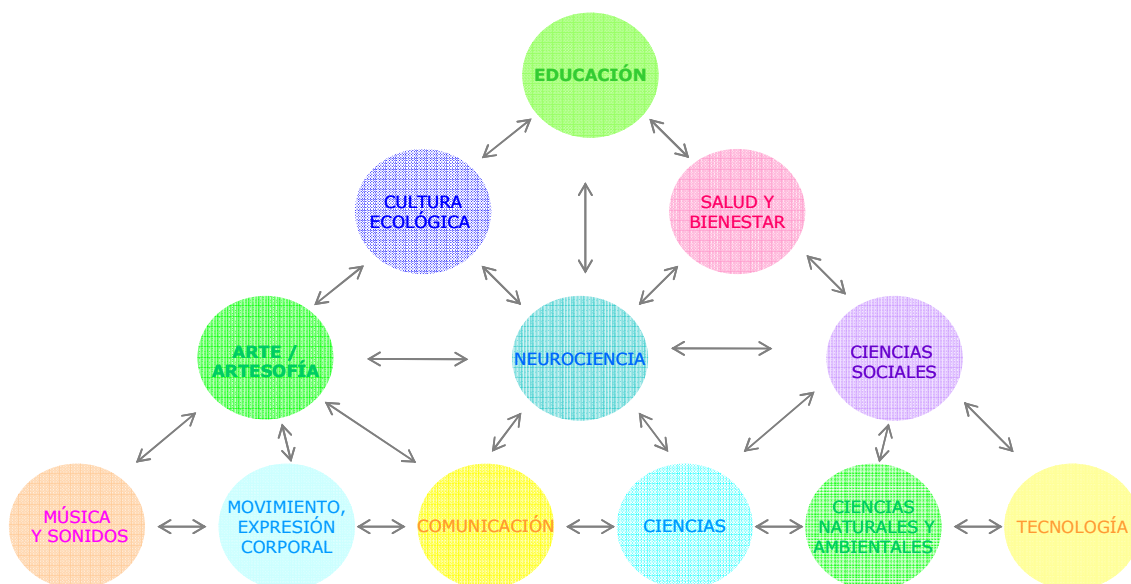 EDUCACIÓN
CULTURA
ECOLÓGICA
SALUD Y
BIENESTAR
ARTE /
ARTESOFÍA
NEUROCIENCIA
CIENCIAS
SOCIALES
MÚSICA
Y SONIDOS
MOVIMIENTO,
EXPRESIÓN
CORPORAL
COMUNICACIÓN
CIENCIAS
CIENCIAS
NATURALES Y
AMBIENTALES
TECNOLOGÍA